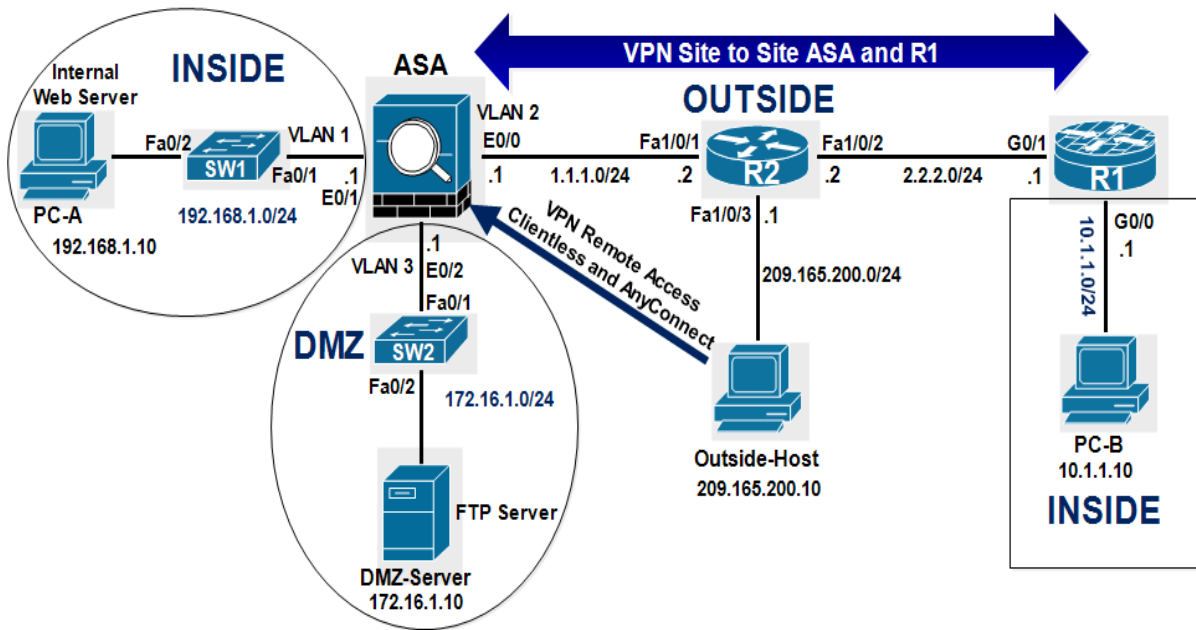 VPN Site to Site ASA and R1
INSIDE
ASA
OUTSIDE
Internal
Web Server
VLAN 2
E0/0
Fa0/2
VLAN 1
SW1
Fa0/1
.1
E0/1
PC-A
192.168.1.10
192.168.1.0/24
.1
1.1.1.0/24
Fa1/0/1
.2
R2
Fa1/0/2
.2
2.2.2.0/24
G0/1
.1
R1
Fa1/0/3
.1
G0/0
.1
10.1.1.0/24
VPN Remote Access
Clientless and AnyConnect
209.165.200.0/24
.1
VLAN 3
E0/2
Fa0/1
DMZ
SW2
Fa0/2
172.16.1.0/24
FTP Server
DMZ-Server
172.16.1.10
Outside-Host
209.165.200.10
PC-B
10.1.1.10
INSIDE